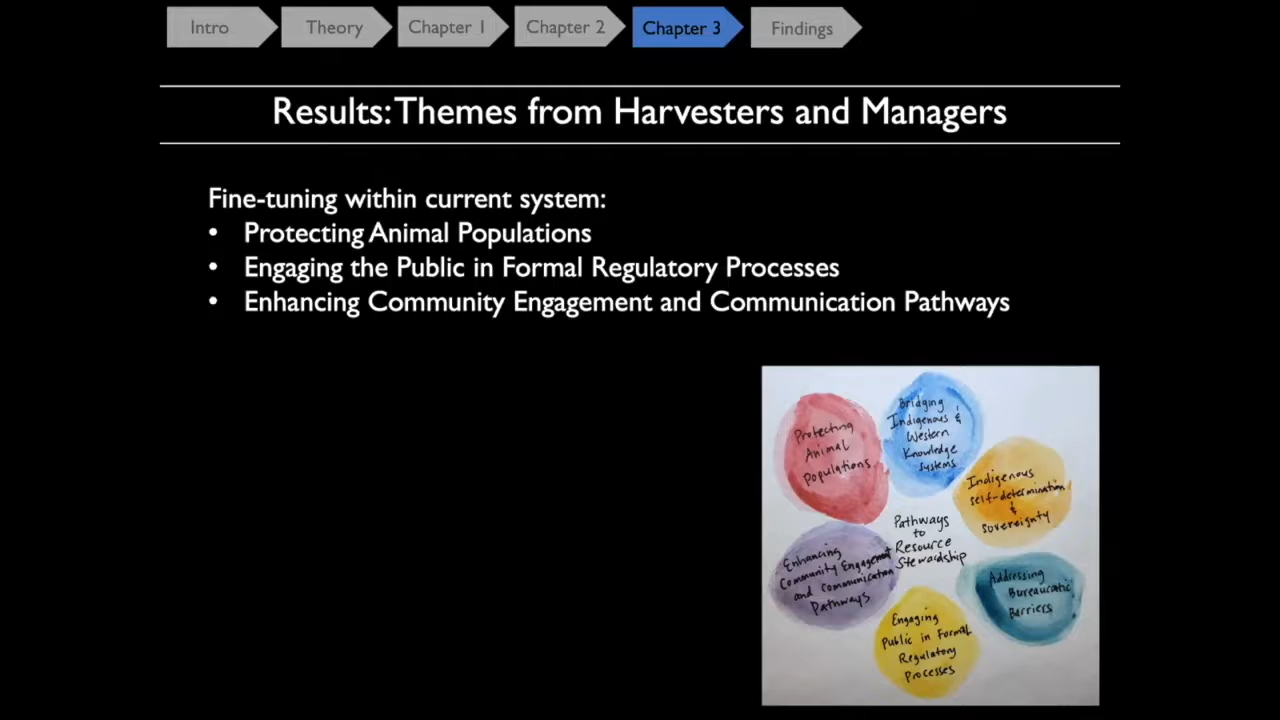 Intro
Theory
Chapter 1
Chapter 2
Chapter 3
Findings
Results: Themes from Harvesters and Managers
Fine-tuning within current system:
• Protecting Animal Populations
• Engaging the Public in Formal Regulatory Processes
• Enhancing Community Engagement and Communication Pathways
Protecting
Animal
Populations
Bridging
Indigenous &
Western
Knowledge
Systems
Indigenous
self-determination
&
sovereignty
Pathways
to
Resource
Stewardship
Enhancing
Community Engagement
and Communication
Pathways
Addressing
Bureaucratic
Barriers
Engaging
Public in Formal
Regulatory
Processes